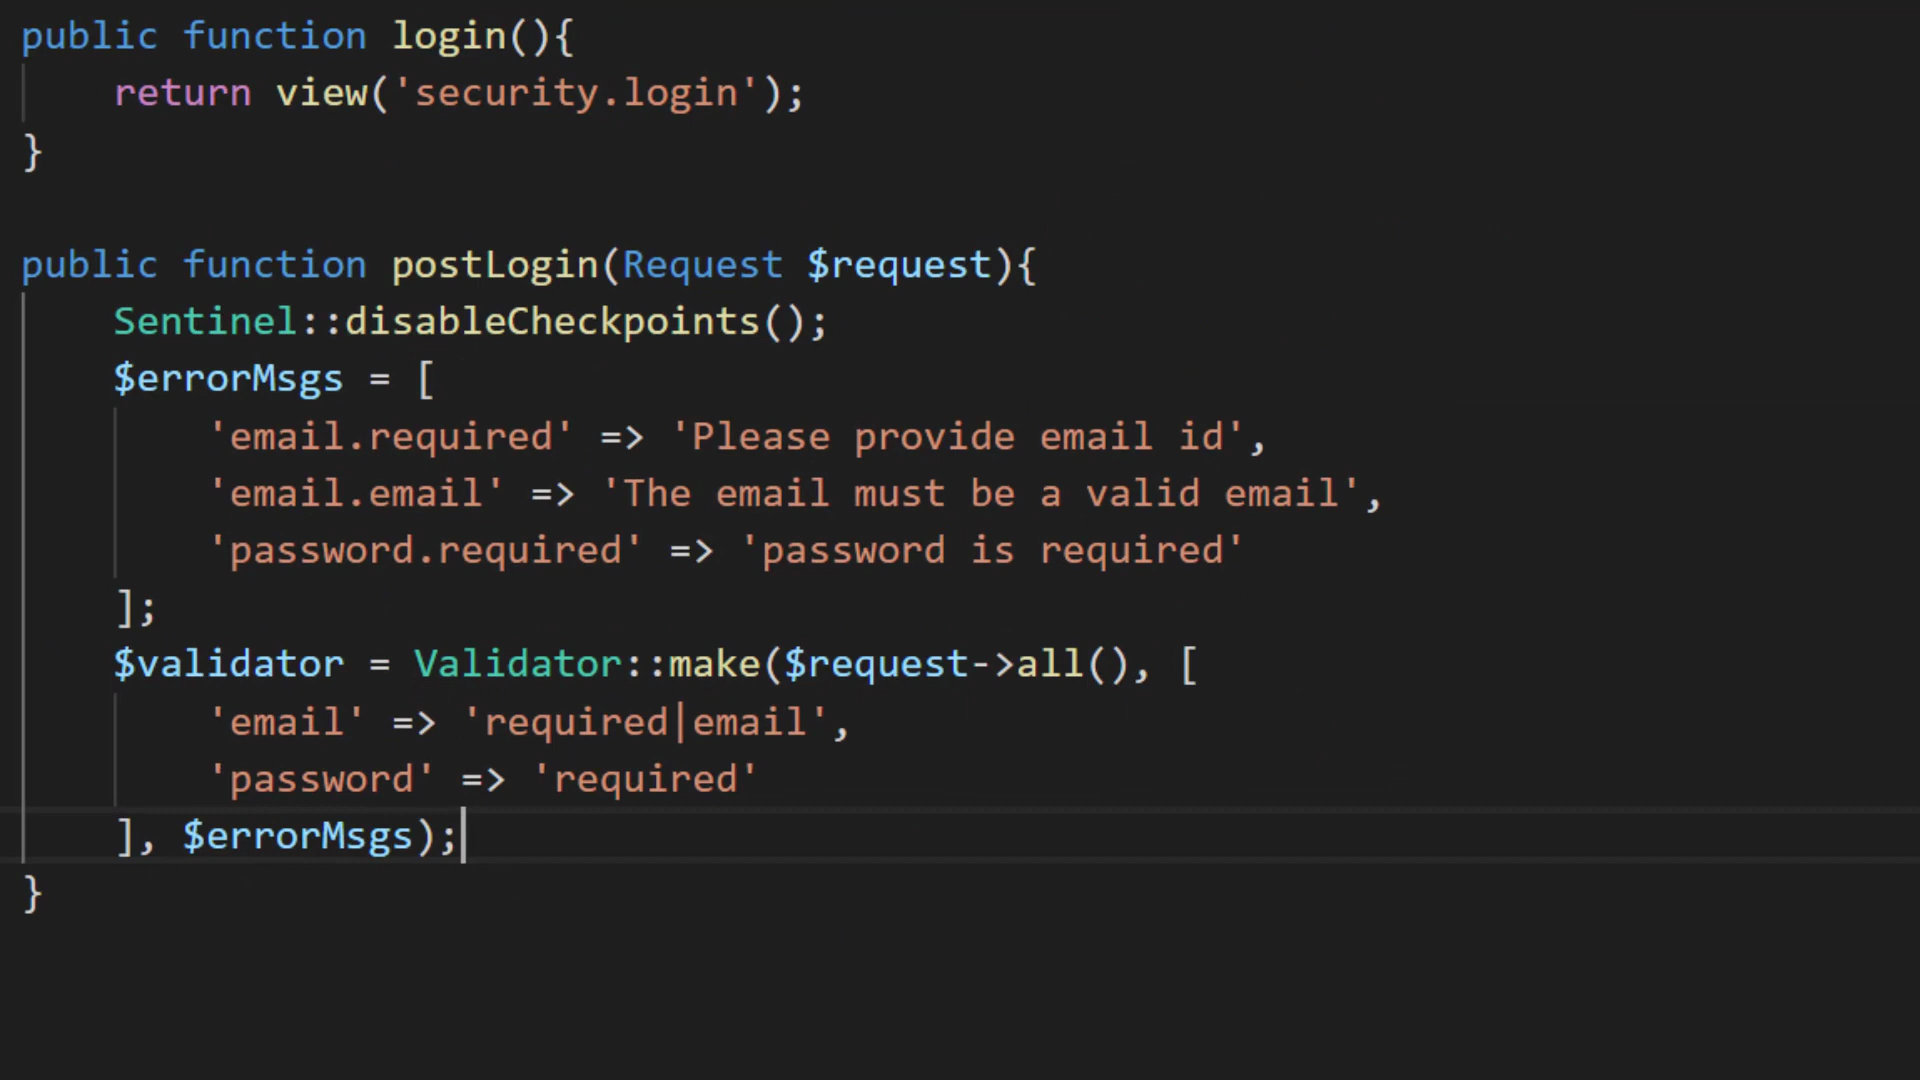 public function login(){
    return view('security.login');
}
public function postLogin(Request $request){
    Sentinel::disableCheckpoints();
    $errorMsgs = [
        'email.required' => 'Please provide email id',
        'email.email' => 'The email must be a valid email',
        'password.required' => 'password is required'
    ];
    $validator = Validator::make($request->all(), [
        'email' => 'required|email',
        'password' => 'required'
    ], $errorMsgs);
}